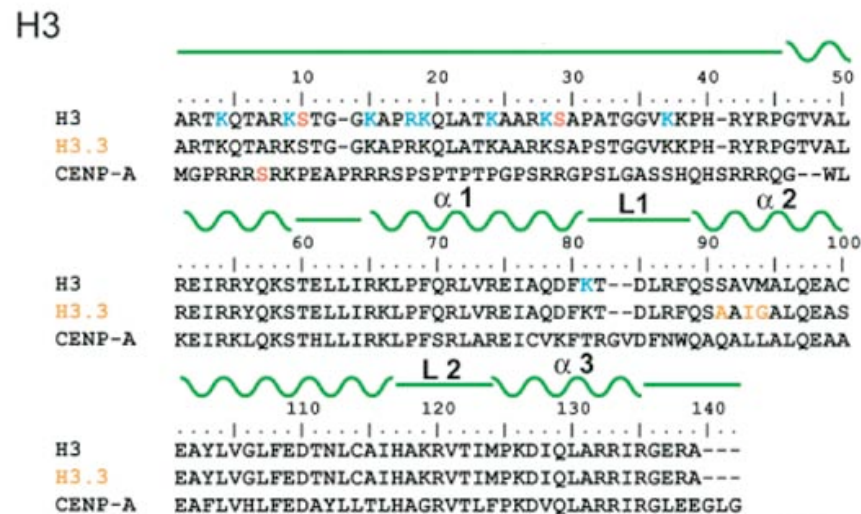 H3
10 20 30 40 50
H3 ARTKQTARKSTG-GKAPRKQLATKAARKSAPATGGVKKPH-RYRPGTVAL
H3.3 ARTKQTARKSTG-GKAPRKQLATKAARKSAPSTGGVKKPH-RYRPGTVAL
CENP-A MGPRRRSRKPEAPRRRSPSPTPTPGPSRRGPSLGASSHQHSRRRQG--WL
α 1 L1 α 2
60 70 80 90 100
H3 REIRRYQKSTELLIRKLPFQRLVREIAQDFKT--DLRFQSSAVMALQEAC
H3.3 REIRRYQKSTELLIRKLPFQRLVREIAQDFKT--DLRFQSAAIGALQEAS
CENP-A KEIRKLQKSTELLIRKLPFSRLAREICVKFTRGVDFNWQAQALLALQEAA
L 2 α 3
110 120 130 140
H3 EAYLVGLFEDTNLCAIHAKRVTIMPKDIQLARRIRGERA---
H3.3 EAYLVGLFEDTNLCAIHAKRVTIMPKDIQLARRIRGERA---
CENP-A EAFLVHLFEDAYLLTLHAGRVTLFPKDVQLARRIRGLEEGLG